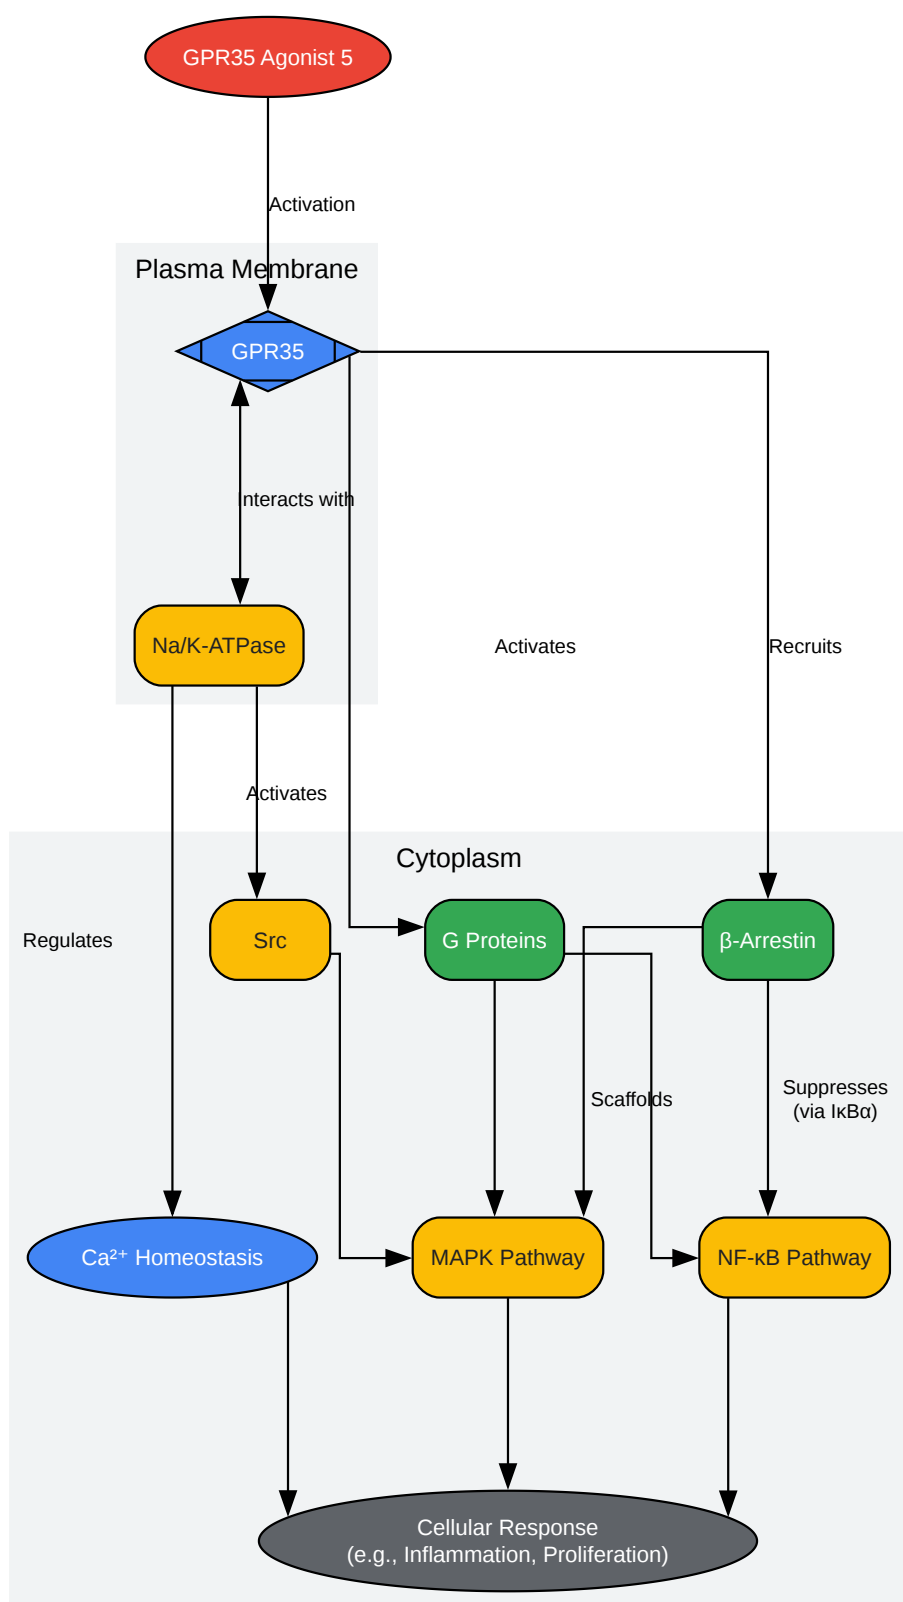 GPR35 Agonist 5
Activation
Plasma Membrane
GPR35
Interacts with
Na/K-ATPase
Activates
Recruits
Activates
Cytoplasm
Regulates
Src
G Proteins
β-Arrestin
Scaffolds
Suppresses
(via IκBα)
Ca²⁺ Homeostasis
MAPK Pathway
NF-κB Pathway
Cellular Response
(e.g., Inflammation, Proliferation)